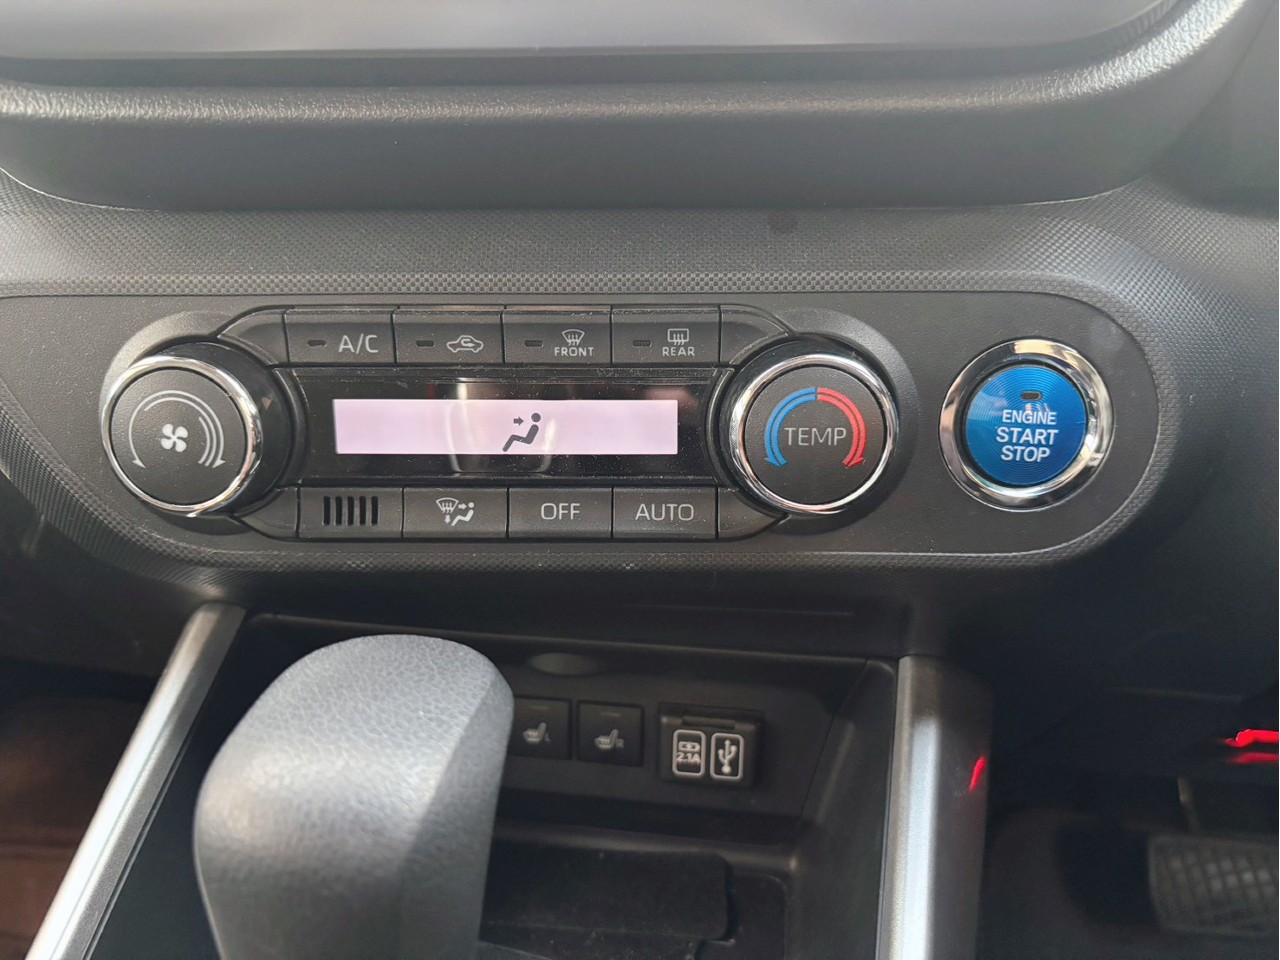 A/C
FRONT
REAR
TEMP
ENGINE
START
STOP
OFF
AUTO
L
R
2.1A